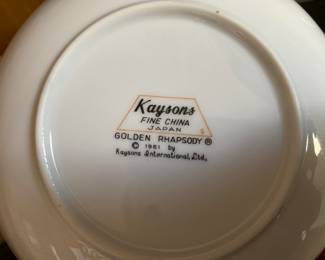 Kaysons
FINE CHINA
JAPAN
S
GOLDEN RHAPSODY ®
© 1961 by
Kaysons International, Ltd.